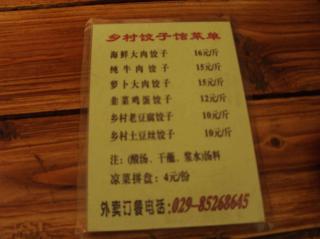 乡村饺子馆菜单
海鲜大肉饺子 16元/斤
纯牛肉饺子 15元/斤
萝卜大肉饺子 15元/斤
韭菜鸡蛋饺子 12元/斤
乡村老豆腐饺子 10元/斤
乡村土豆丝饺子 10元/斤
注：(酸汤、干蘸、浆水)汤料
凉菜拼盘：4元/份
外卖订餐电话:029-85268645